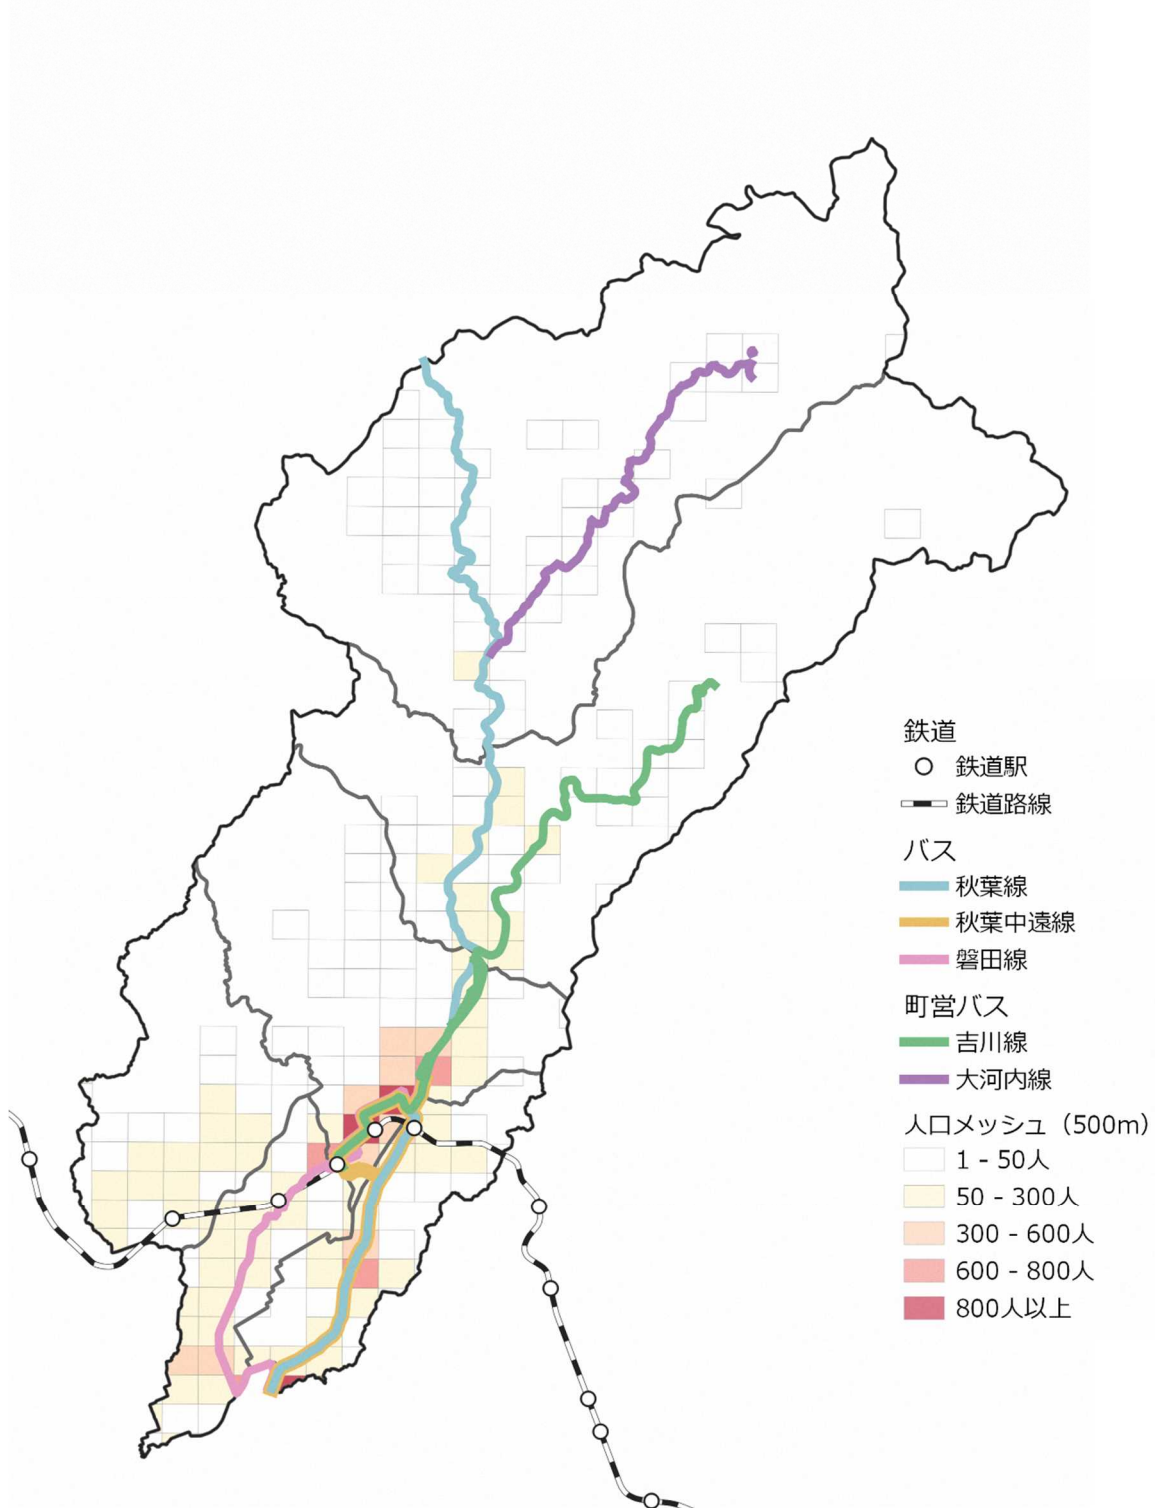 鉄道
鉄道駅
鉄道路線
バス
秋葉線
秋葉中遠線
磐田線
町営バス
吉川線
大河内線
人口メッシュ（500m）
1 - 50人
50 - 300人
300 - 600人
600 - 800人
800人以上